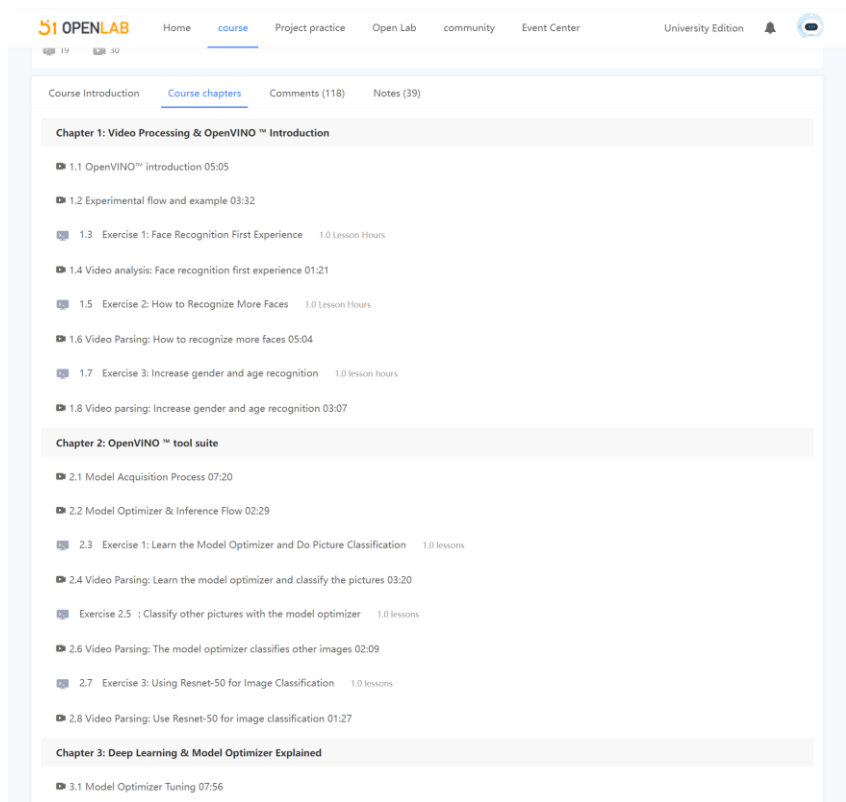 51 OPENLAB Home course Project practice Open Lab community Event Center University Edition
19 30
Course Introduction Course chapters Comments (118) Notes (39)
Chapter 1: Video Processing & OpenVINO ™ Introduction
1.1 OpenVINO™ introduction 05:05
1.2 Experimental flow and example 03:32
1.3 Exercise 1: Face Recognition First Experience 1.0 Lesson Hours
1.4 Video analysis: Face recognition first experience 01:21
1.5 Exercise 2: How to Recognize More Faces 1.0 Lesson Hours
1.6 Video Parsing: How to recognize more faces 05:04
1.7 Exercise 3: Increase gender and age recognition 1.0 lesson hours
1.8 Video parsing: Increase gender and age recognition 03:07
Chapter 2: OpenVINO ™ tool suite
2.1 Model Acquisition Process 07:20
2.2 Model Optimizer & Inference Flow 02:29
2.3 Exercise 1: Learn the Model Optimizer and Do Picture Classification 1.0 lessons
2.4 Video Parsing: Learn the model optimizer and classify the pictures 03:20
Exercise 2.5 : Classify other pictures with the model optimizer 1.0 lessons
2.6 Video Parsing: The model optimizer classifies other images 02:09
2.7 Exercise 3: Using Resnet-50 for Image Classification 1.0 lessons
2.8 Video Parsing: Use Resnet-50 for image classification 01:27
Chapter 3: Deep Learning & Model Optimizer Explained
3.1 Model Optimizer Tuning 07:56